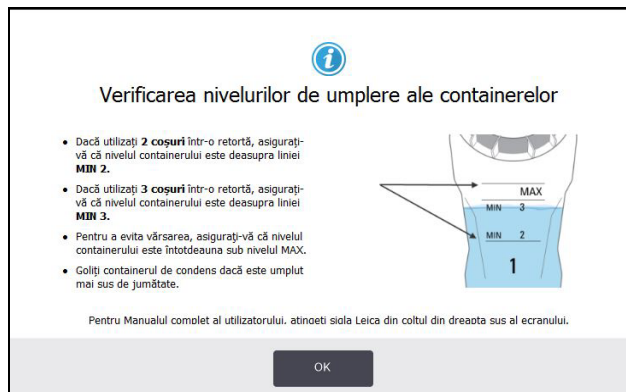 Verificarea nivelurilor de umplere ale containerelor
• Dacă utilizați 2 coșuri într-o retortă, asigurați-
vă că nivelul containerului este deasupra liniei
MIN 2.
• Dacă utilizați 3 coșuri într-o retortă, asigurați-
vă că nivelul containerului este deasupra liniei
MIN 3.
• Pentru a evita vărsarea, asigurați-vă că nivelul
containerului este întotdeauna sub nivelul MAX.
• Goliți containerul de condens dacă este umplut
mai sus de jumătate.
MAX
MIN 3
MIN 2
1
Pentru Manualul complet al utilizatorului, atingeți sigla Leica din colțul din dreapta sus al ecranului.
OK